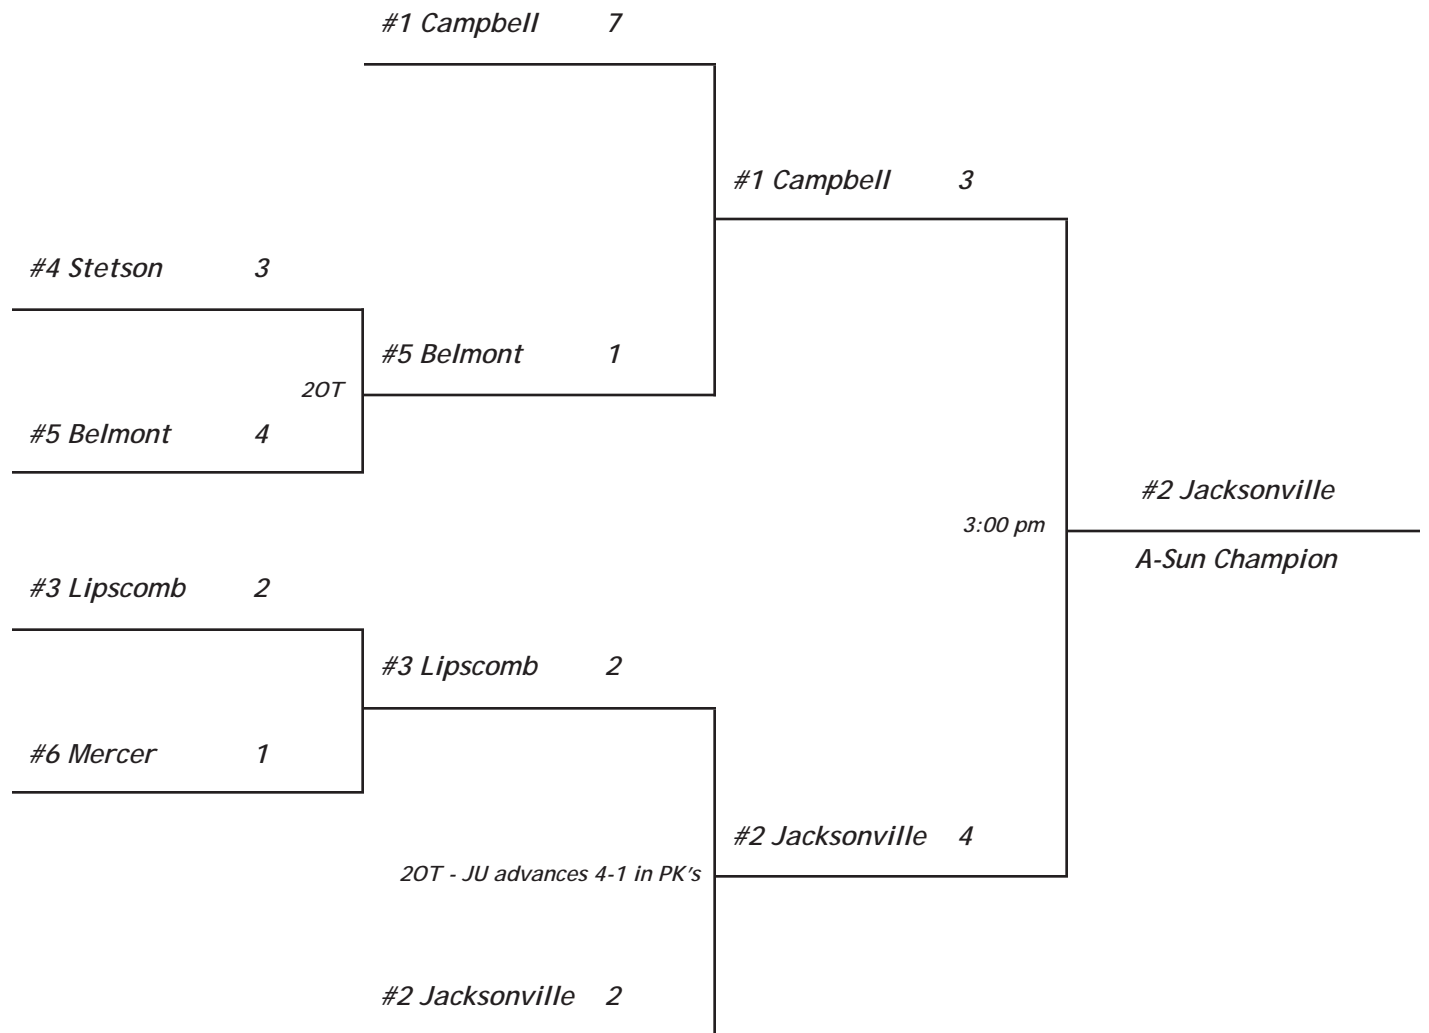 #1 Campbell 7
#1 Campbell 3
#4 Stetson 3
#5 Belmont 1
2OT
#5 Belmont 4
#2 Jacksonville
3:00 pm
A-Sun Champion
#3 Lipscomb 2
#3 Lipscomb 2
#6 Mercer 1
#2 Jacksonville 4
2OT - JU advances 4-1 in PK's
#2 Jacksonville 2